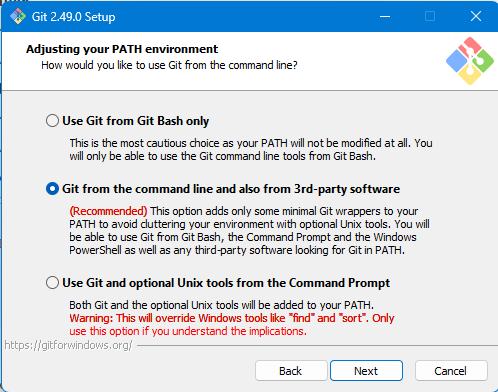 Git 2.49.0 Setup
Adjusting your PATH environment
How would you like to use Git from the command line?
Use Git from Git Bash only
This is the most cautious choice as your PATH will not be modified at all. You
will only be able to use the Git command line tools from Git Bash.
Git from the command line and also from 3rd-party software
(Recommended) This option adds only some minimal Git wrappers to your
PATH to avoid cluttering your environment with optional Unix tools. You will
be able to use Git from Git Bash, the Command Prompt and the Windows
PowerShell as well as any third-party software looking for Git in PATH.
Use Git and optional Unix tools from the Command Prompt
Both Git and the optional Unix tools will be added to your PATH.
Warning: This will override Windows tools like "find" and "sort". Only
use this option if you understand the implications.
https://gitforwindows.org/
Back
Next
Cancel